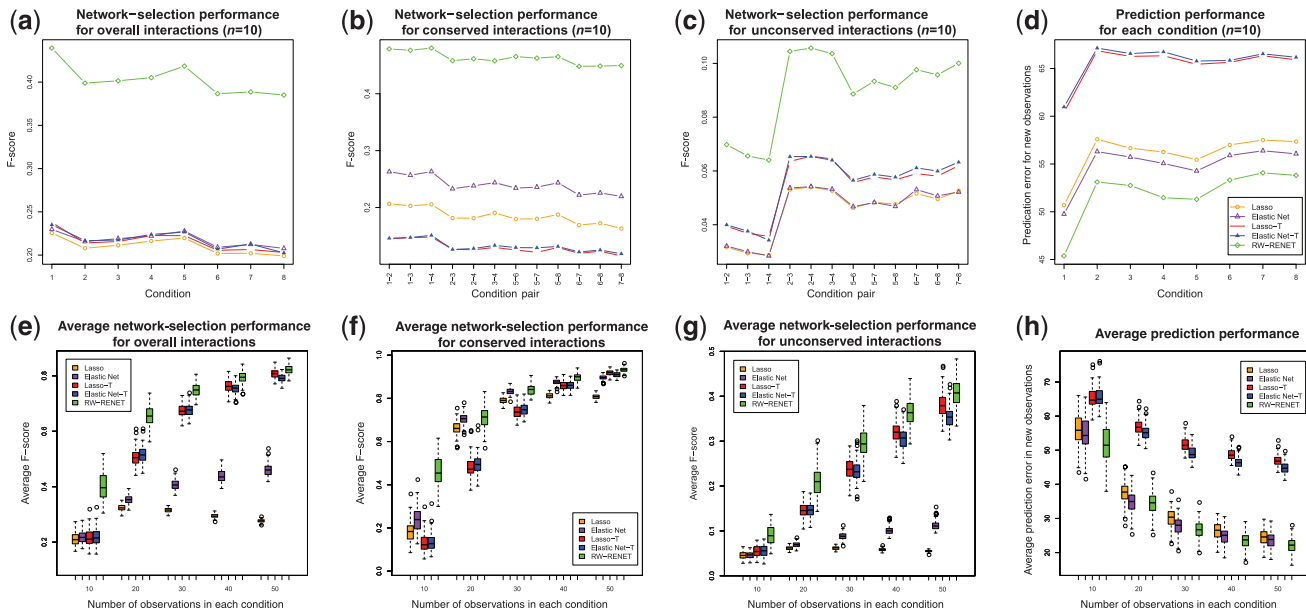 (a) Network−selection performance
for overall interactions (n=10)
F-score
0.40
0.35
0.30
0.25
0.20
1 2 3 4 5 6 7 8
Condition
(b) Network−selection performance
for conserved interactions (n=10)
F-score
0.4
0.3
0.2
1−2 1−3 1−4 2−3 2−4 3−4 5−6 5−7 5−8 6−7 6−8 7−8
Condition pair
(c) Network−selection performance
for unconserved interactions (n=10)
F-score
0.10
0.08
0.06
0.04
1−2 1−3 1−4 2−3 2−4 3−4 5−6 5−7 5−8 6−7 6−8 7−8
Condition pair
(d) Prediction performance
for each condition (n=10)
Predication error for new observations
65
60
55
50
45
Lasso
Elastic Net
Lasso−T
Elastic Net−T
RW−RENET
1 2 3 4 5 6 7 8
Condition
(e) Average network-selection performance
for overall interactions
Average F-score
0.8
0.6
0.4
0.2
Lasso
Elastic Net
Lasso-T
Elastic Net-T
RW-RENET
10 20 30 40 50
Number of observations in each condition
(f) Average network-selection performance
for conserved interactions
Average F-score
1.0
0.8
0.6
0.4
0.2
0.0
Lasso
Elastic Net
Lasso-T
Elastic Net-T
RW-RENET
10 20 30 40 50
Number of observations in each condition
(g) Average network-selection performance
for unconserved interactions
Average F-score
0.5
0.4
0.3
0.2
0.1
0.0
Lasso
Elastic Net
Lasso-T
Elastic Net-T
RW-RENET
10 20 30 40 50
Number of observations in each condition
(h) Average prediction performance
Average prediction error in new observations
70
60
50
40
30
20
Lasso
Elastic Net
Lasso-T
Elastic Net-T
RW-RENET
10 20 30 40 50
Number of observations in each condition